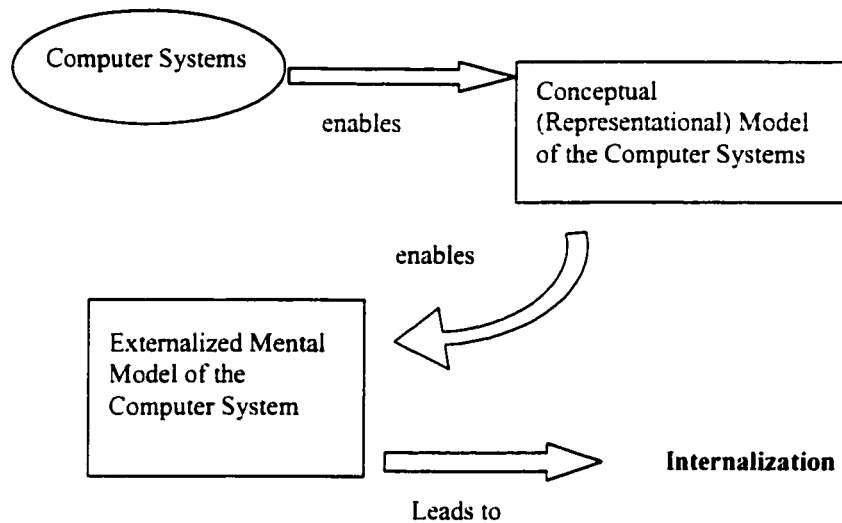 Computer Systems
enables
Conceptual
(Representational) Model
of the Computer Systems
enables
Externalized Mental
Model of the
Computer System
Internalization
Leads to